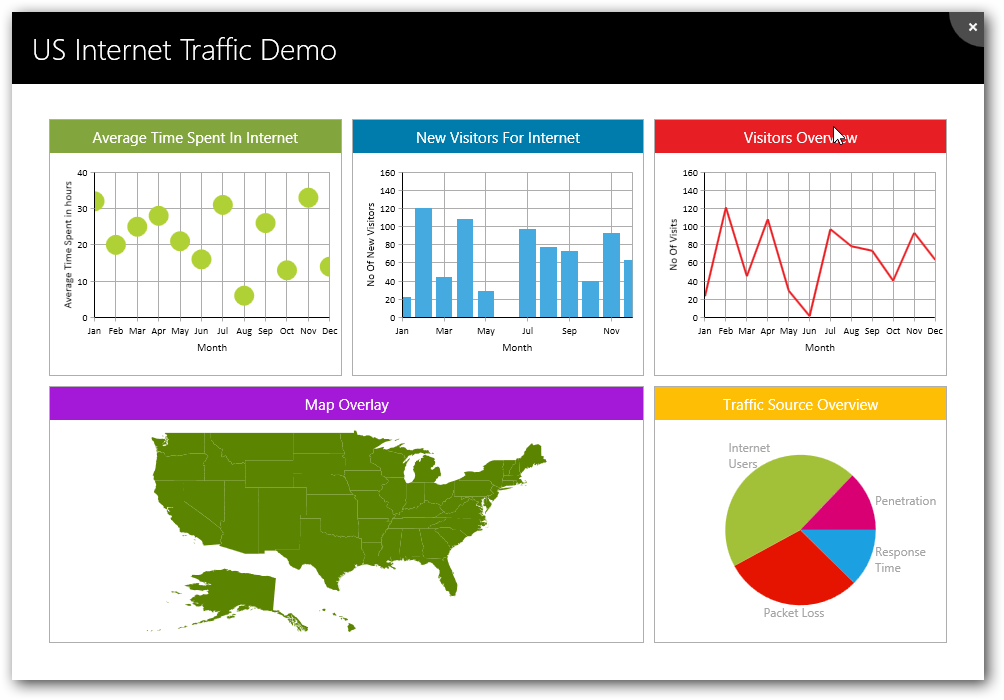 US Internet Traffic Demo
×
Average Time Spent In Internet
40
30
20
10
0
Average Time Spent in hours
Jan Feb Mar Apr May Jun Jul Aug Sep Oct Nov Dec
Month
New Visitors For Internet
160
140
120
100
80
60
40
20
0
No Of New Visitors
Jan Mar May Jul Sep Nov
Month
Visitors Overview
160
140
120
100
80
60
40
20
0
No Of Visits
Jan Feb Mar Apr May Jun Jul Aug Sep Oct Nov Dec
Month
Map Overlay
Traffic Source Overview
Internet
Users
Penetration
Response
Time
Packet Loss